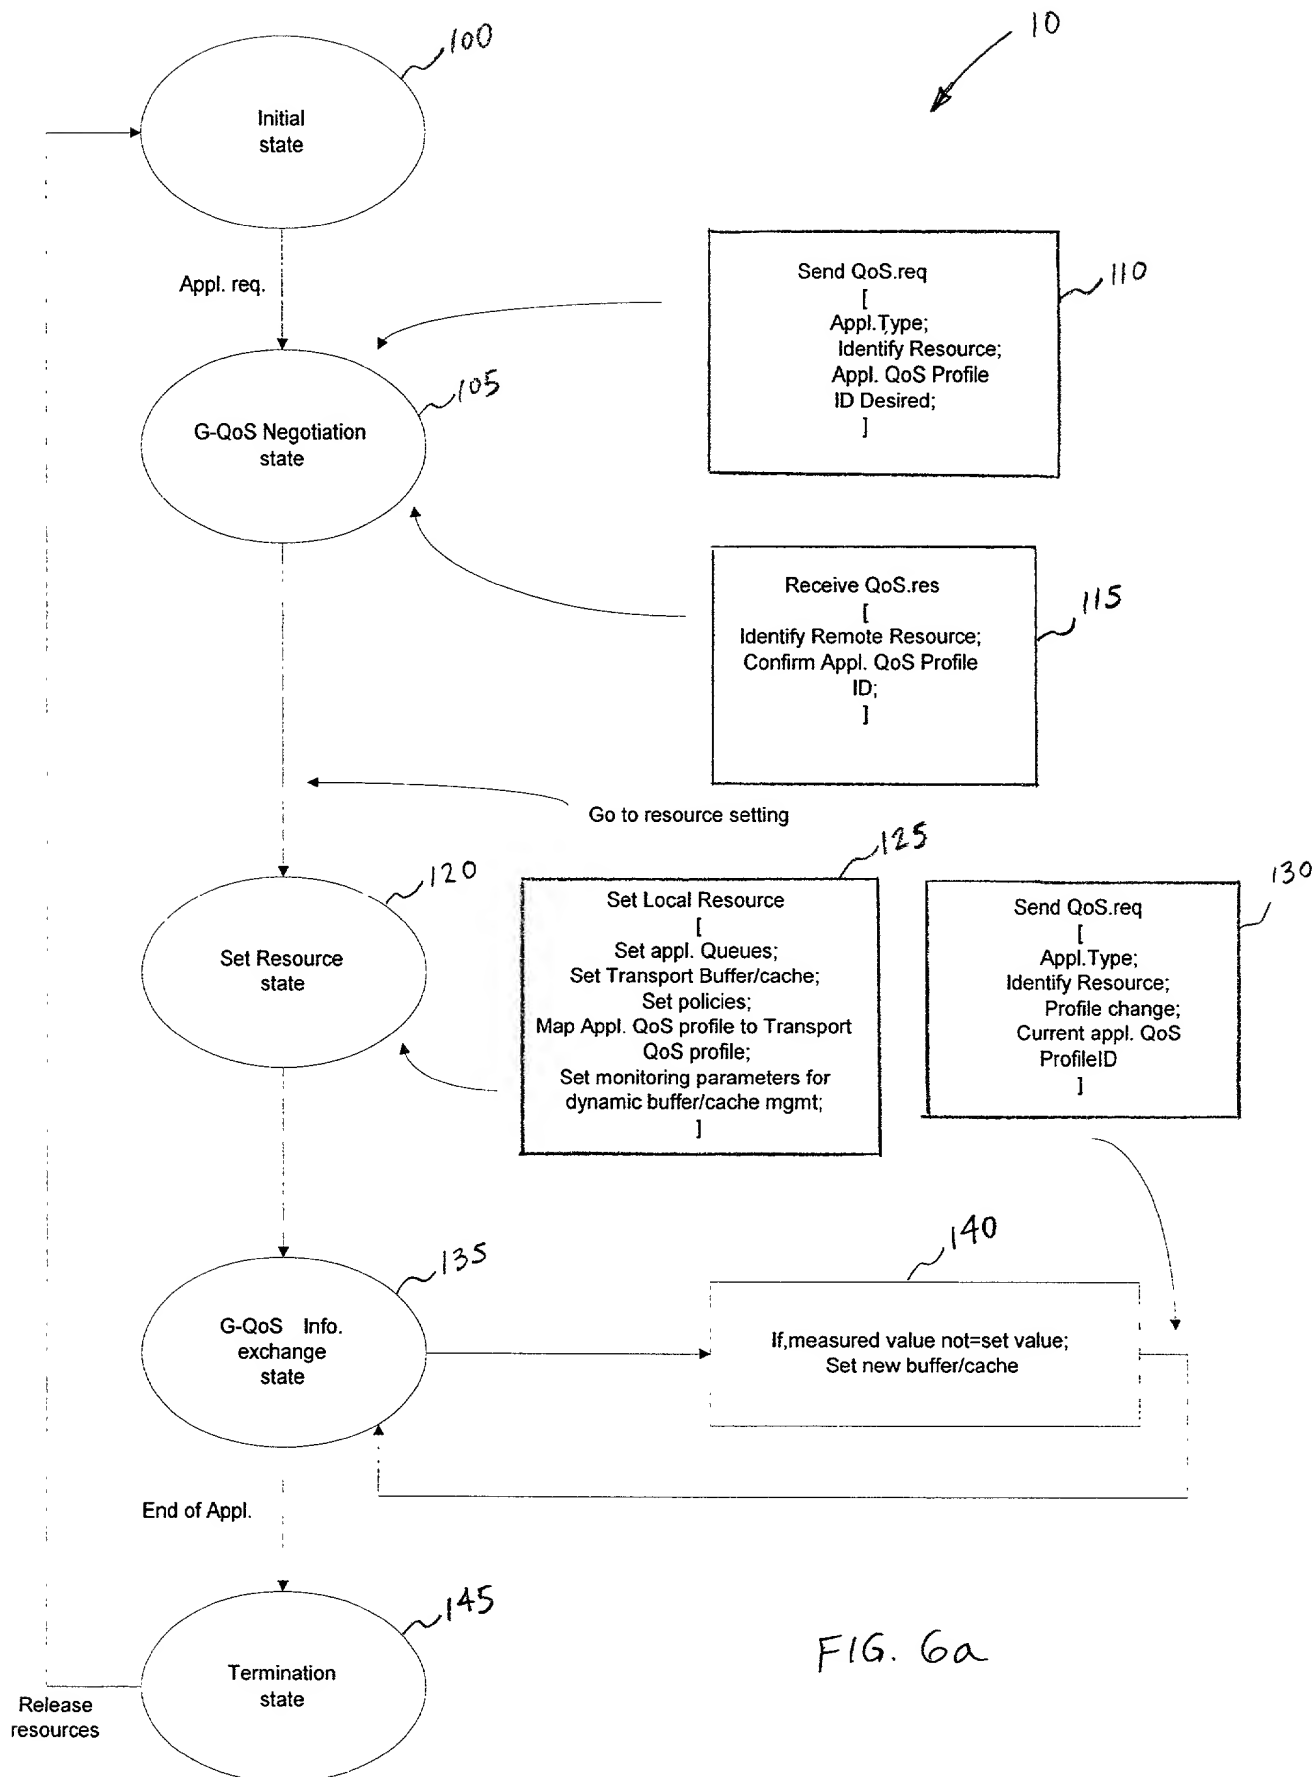 10
100
Initial
state
Appl. req.
110
Send QoS.req
[
Appl.Type;
Identify Resource;
Appl. QoS Profile
ID Desired;
]
105
G-QoS Negotiation
state
115
Receive QoS.res
[
Identify Remote Resource;
Confirm Appl. QoS Profile
ID;
]
Go to resource setting
120
Set Resource
state
125
Set Local Resource
[
Set appl. Queues;
Set Transport Buffer/cache;
Set policies;
Map Appl. QoS profile to Transport
QoS profile;
Set monitoring parameters for
dynamic buffer/cache mgmt;
]
130
Send QoS.req
[
Appl.Type;
Identify Resource;
Profile change;
Current appl. QoS
ProfileID
]
135
G-QoS Info.
exchange
state
140
If,measured value not=set value;
Set new buffer/cache
End of Appl.
145
Termination
state
Release
resources
FIG. 6a